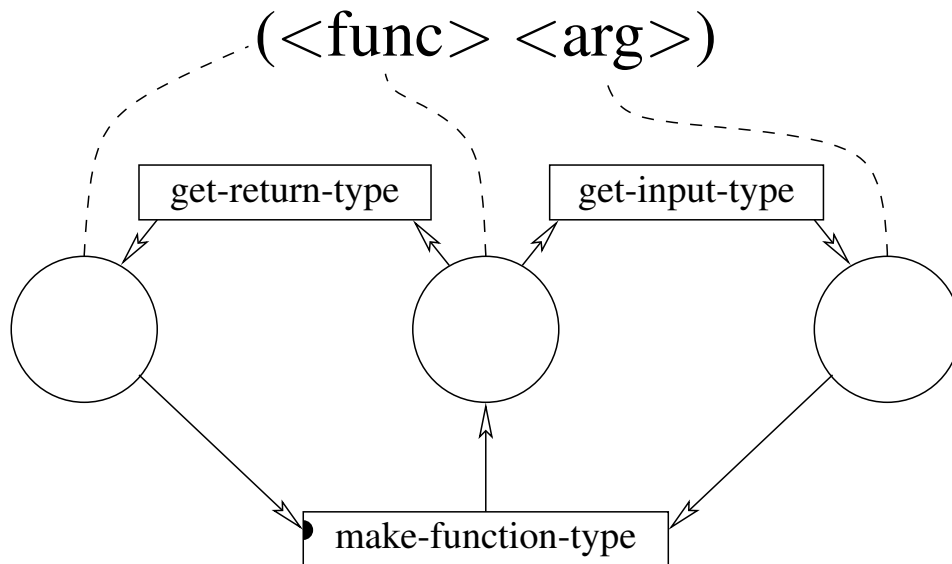 (<func> <arg>)
get-return-type get-input-type
make-function-type